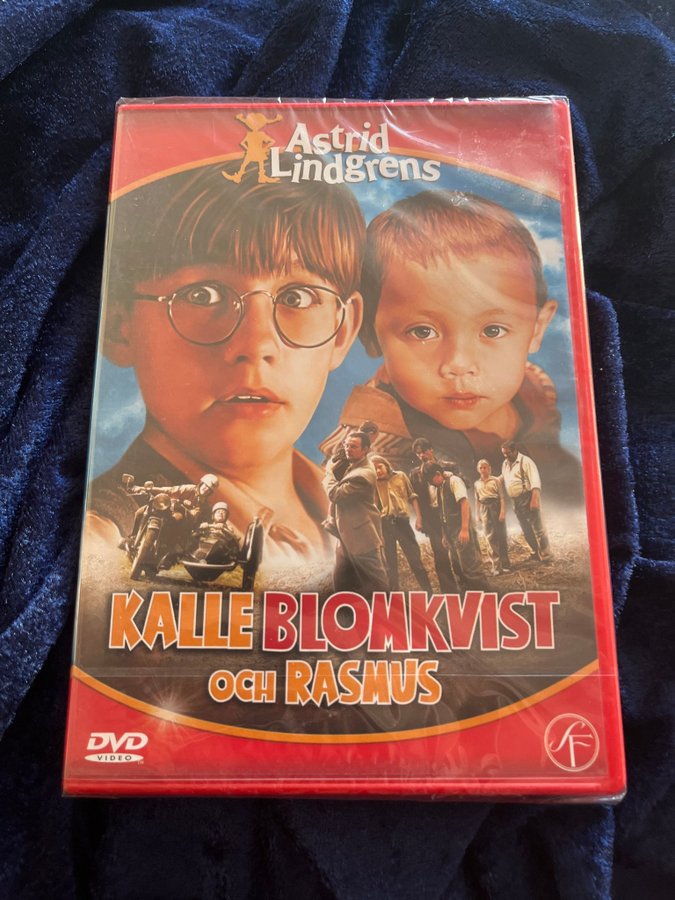 Astrid
Lindgrens
KALLE BLOMKVIST
OCH RASMUS
DVD
VIDEO
SF